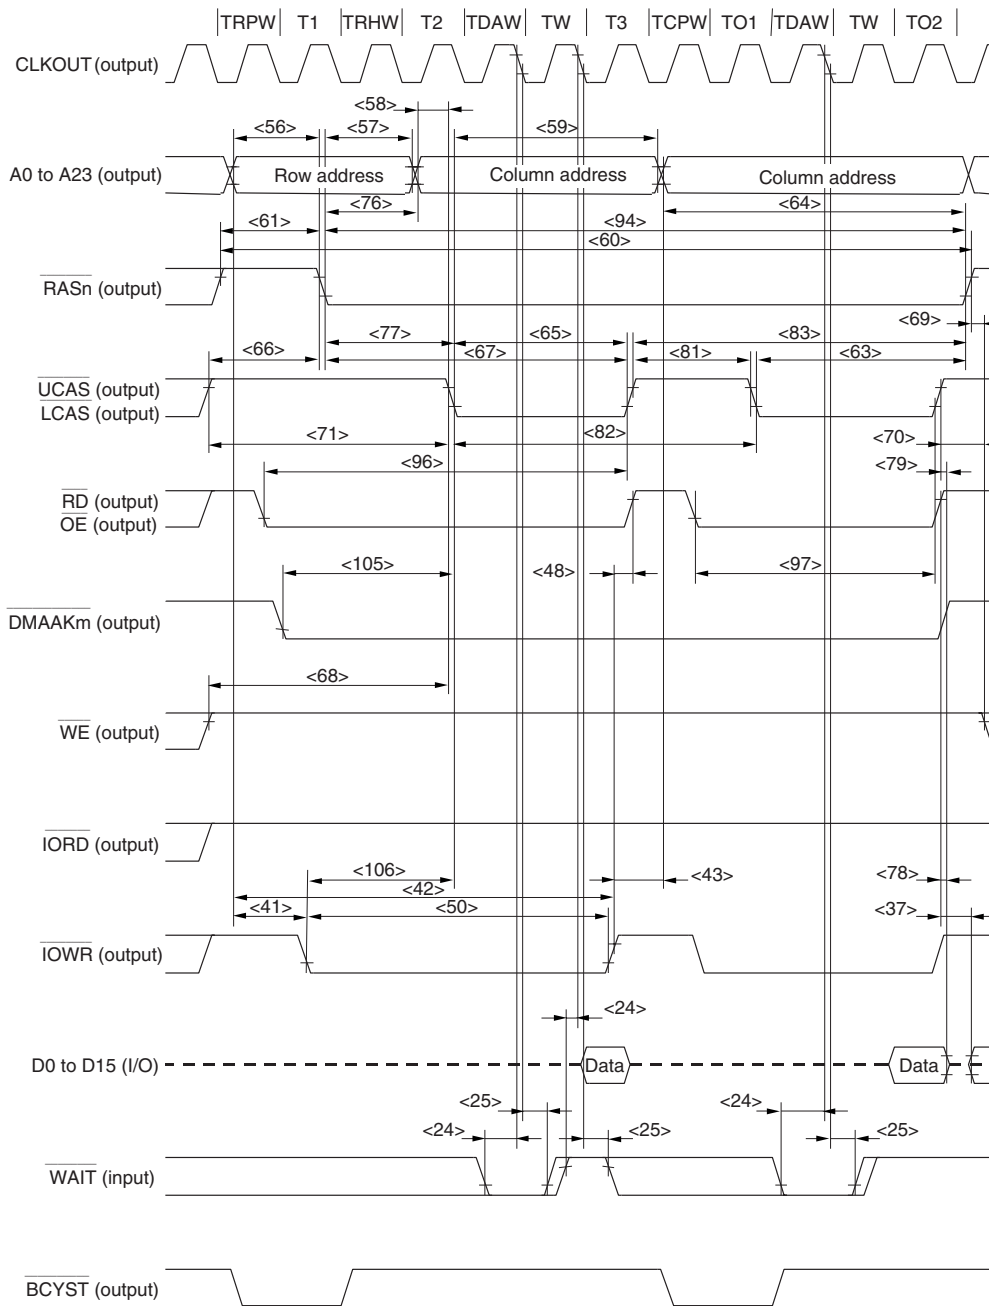 TRPW T1 TRHW T2 TDAW TW T3 TCPW TO1 TDAW TW TO2
CLKOUT (output)
<58>
<56> <57> <59>
A0 to A23 (output) Row address Column address Column address
<76> <64>
<61> <94>
<60>
RASn (output)
<69>
<77> <65> <83>
<66> <67> <81> <63>
UCAS (output)
LCAS (output)
<71> <82> <70>
<96> <79>
RD (output)
OE (output)
<105> <48> <97>
DMAAKm (output)
<68>
WE (output)
IORD (output)
<106> <43> <78>
<42>
<41> <50> <37>
IOWR (output)
<24>
D0 to D15 (I/O) Data Data
<25> <24>
<24> <25> <25>
WAIT (input)
BCYST (output)